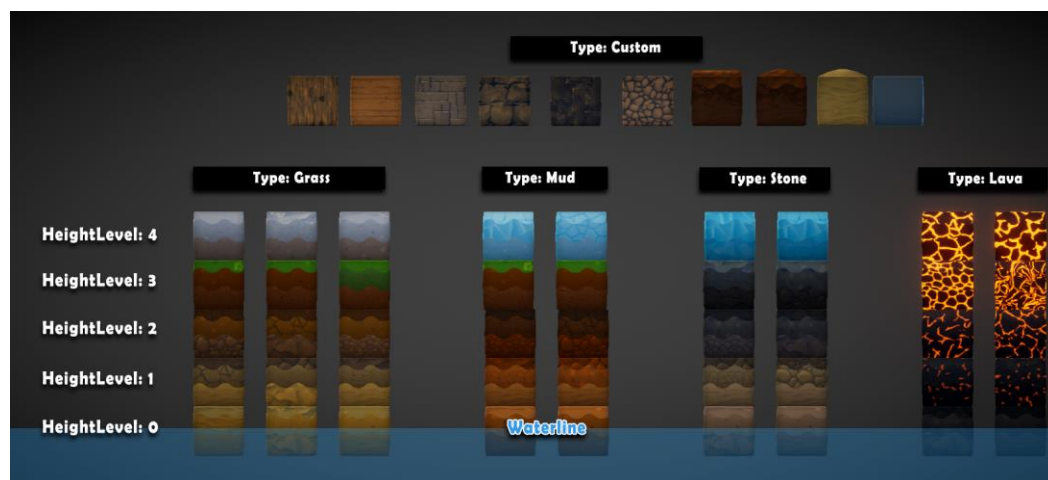 Type: Custom
Type: Grass
Type: Mud
Type: Stone
Type: Lava
HeightLevel: 4
HeightLevel: 3
HeightLevel: 2
HeightLevel: 1
HeightLevel: 0
Waterline